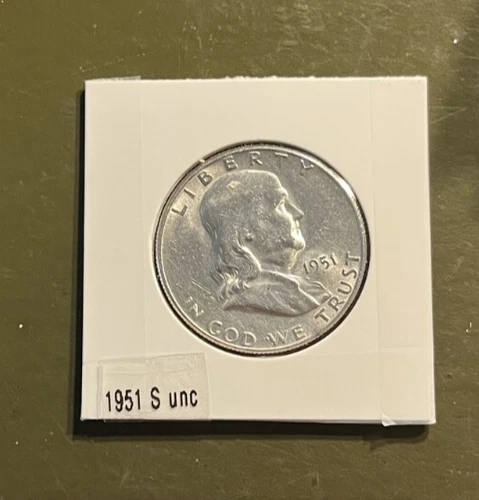 LIBERTY
1951
IN GOD WE TRUST
1951 S unc